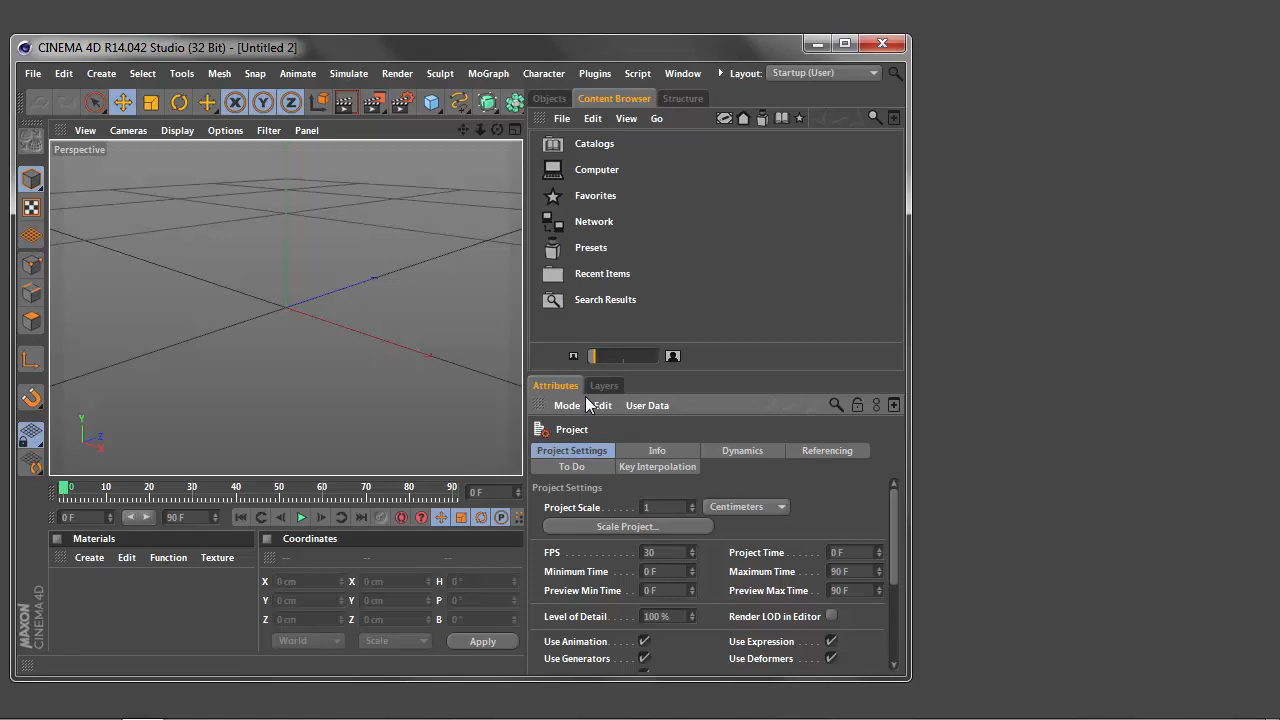 CINEMA 4D R14.042 Studio (32 Bit) - [Untitled 2]
File Edit Create Select Tools Mesh Snap Animate Simulate Render Sculpt MoGraph Character Plugins Script Window Layout: Startup (User)
X Y Z
Objects Content Browser Structure
View Cameras Display Options Filter Panel
File Edit View Go
Perspective
Catalogs
Computer
Favorites
Network
Presets
Recent Items
Search Results
Y
Z
X
Attributes Layers
Mode Edit User Data
Project
Project Settings Info Dynamics Referencing
To Do Key Interpolation
Project Settings
Project Scale 1 Centimeters
Scale Project...
FPS 30 Project Time 0 F
Minimum Time 0 F Maximum Time 90 F
Preview Min Time 0 F Preview Max Time 90 F
Level of Detail 100 % Render LOD in Editor
Use Animation Use Expression
Use Generators Use Deformers
0 10 20 30 40 50 60 70 80 90 0 F
0 F 90 F
Materials
Create Edit Function Texture
Coordinates
-- -- --
X 0 cm X 0 cm H 0 °
Y 0 cm Y 0 cm P 0 °
Z 0 cm Z 0 cm B 0 °
World Scale Apply
MAXON
CINEMA 4D